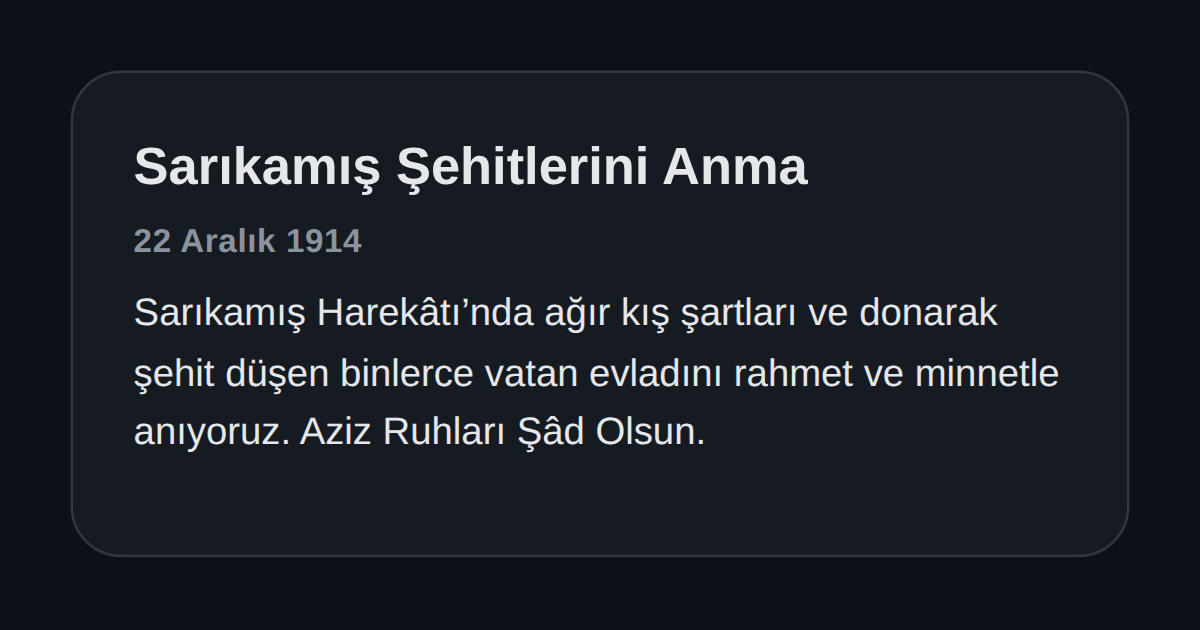 Sarıkamış Şehitlerini Anma
22 Aralık 1914
Sarıkamış Harekâtı’nda ağır kış şartları ve donarak
şehit düşen binlerce vatan evladını rahmet ve minnetle
anıyoruz. Aziz Ruhları Şâd Olsun.